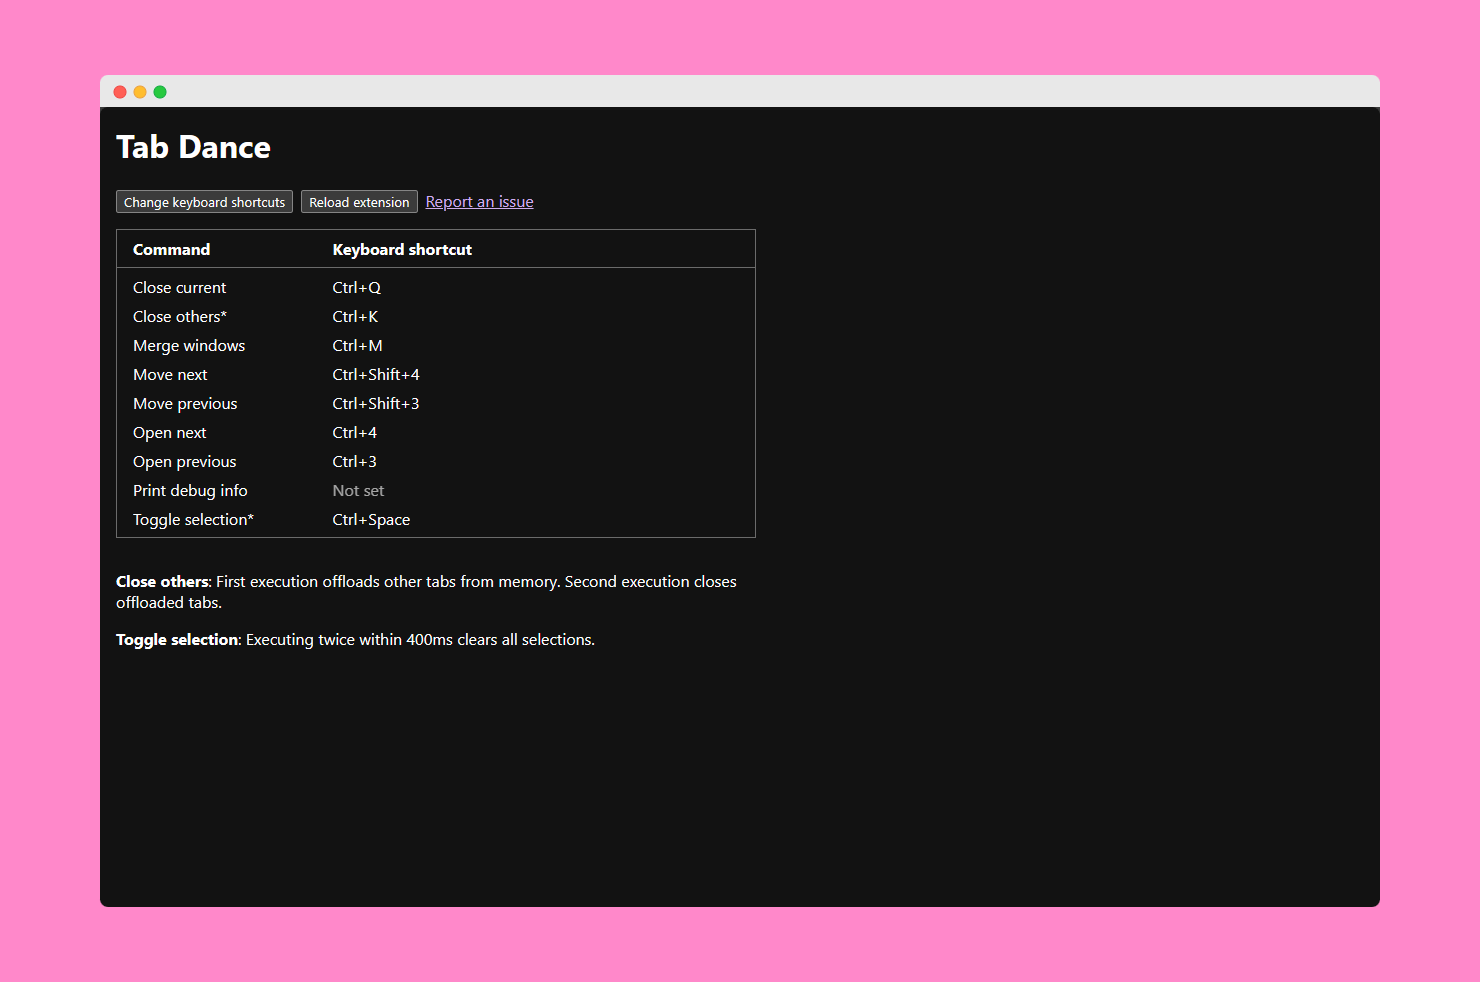 Tab Dance
Change keyboard shortcuts Reload extension Report an issue
Command Keyboard shortcut
Close current Ctrl+Q
Close others* Ctrl+K
Merge windows Ctrl+M
Move next Ctrl+Shift+4
Move previous Ctrl+Shift+3
Open next Ctrl+4
Open previous Ctrl+3
Print debug info Not set
Toggle selection* Ctrl+Space
Close others: First execution offloads other tabs from memory. Second execution closes
offloaded tabs.
Toggle selection: Executing twice within 400ms clears all selections.